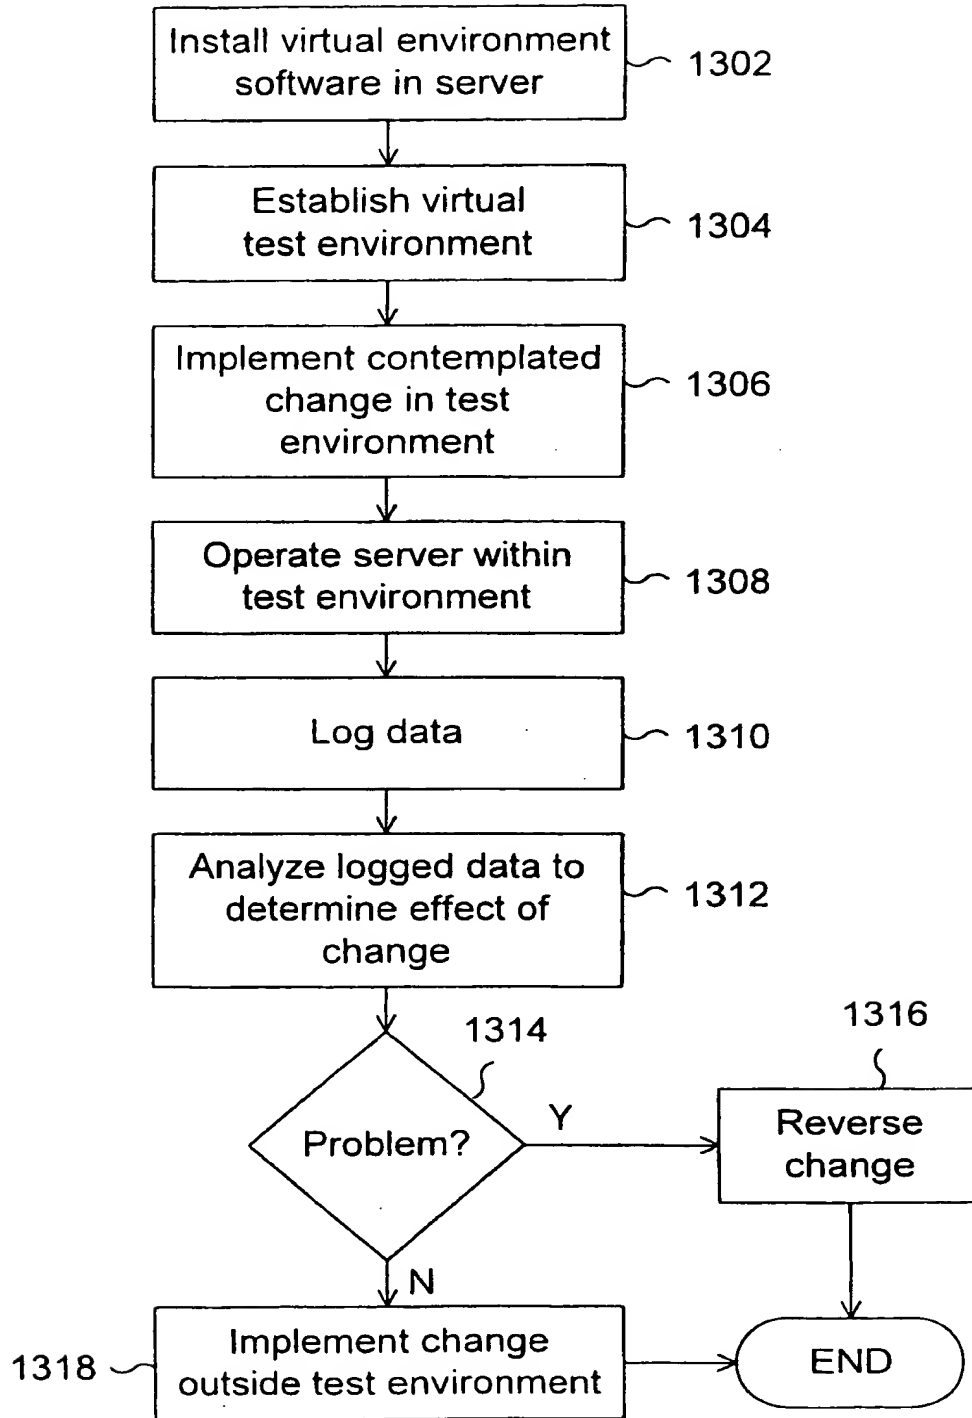 Install virtual environment
software in server
1302
Establish virtual
test environment
1304
Implement contemplated
change in test
environment
1306
Operate server within
test environment
1308
Log data
1310
Analyze logged data to
determine effect of
change
1312
1314
Problem?
Y
N
1316
Reverse
change
1318
Implement change
outside test environment
END